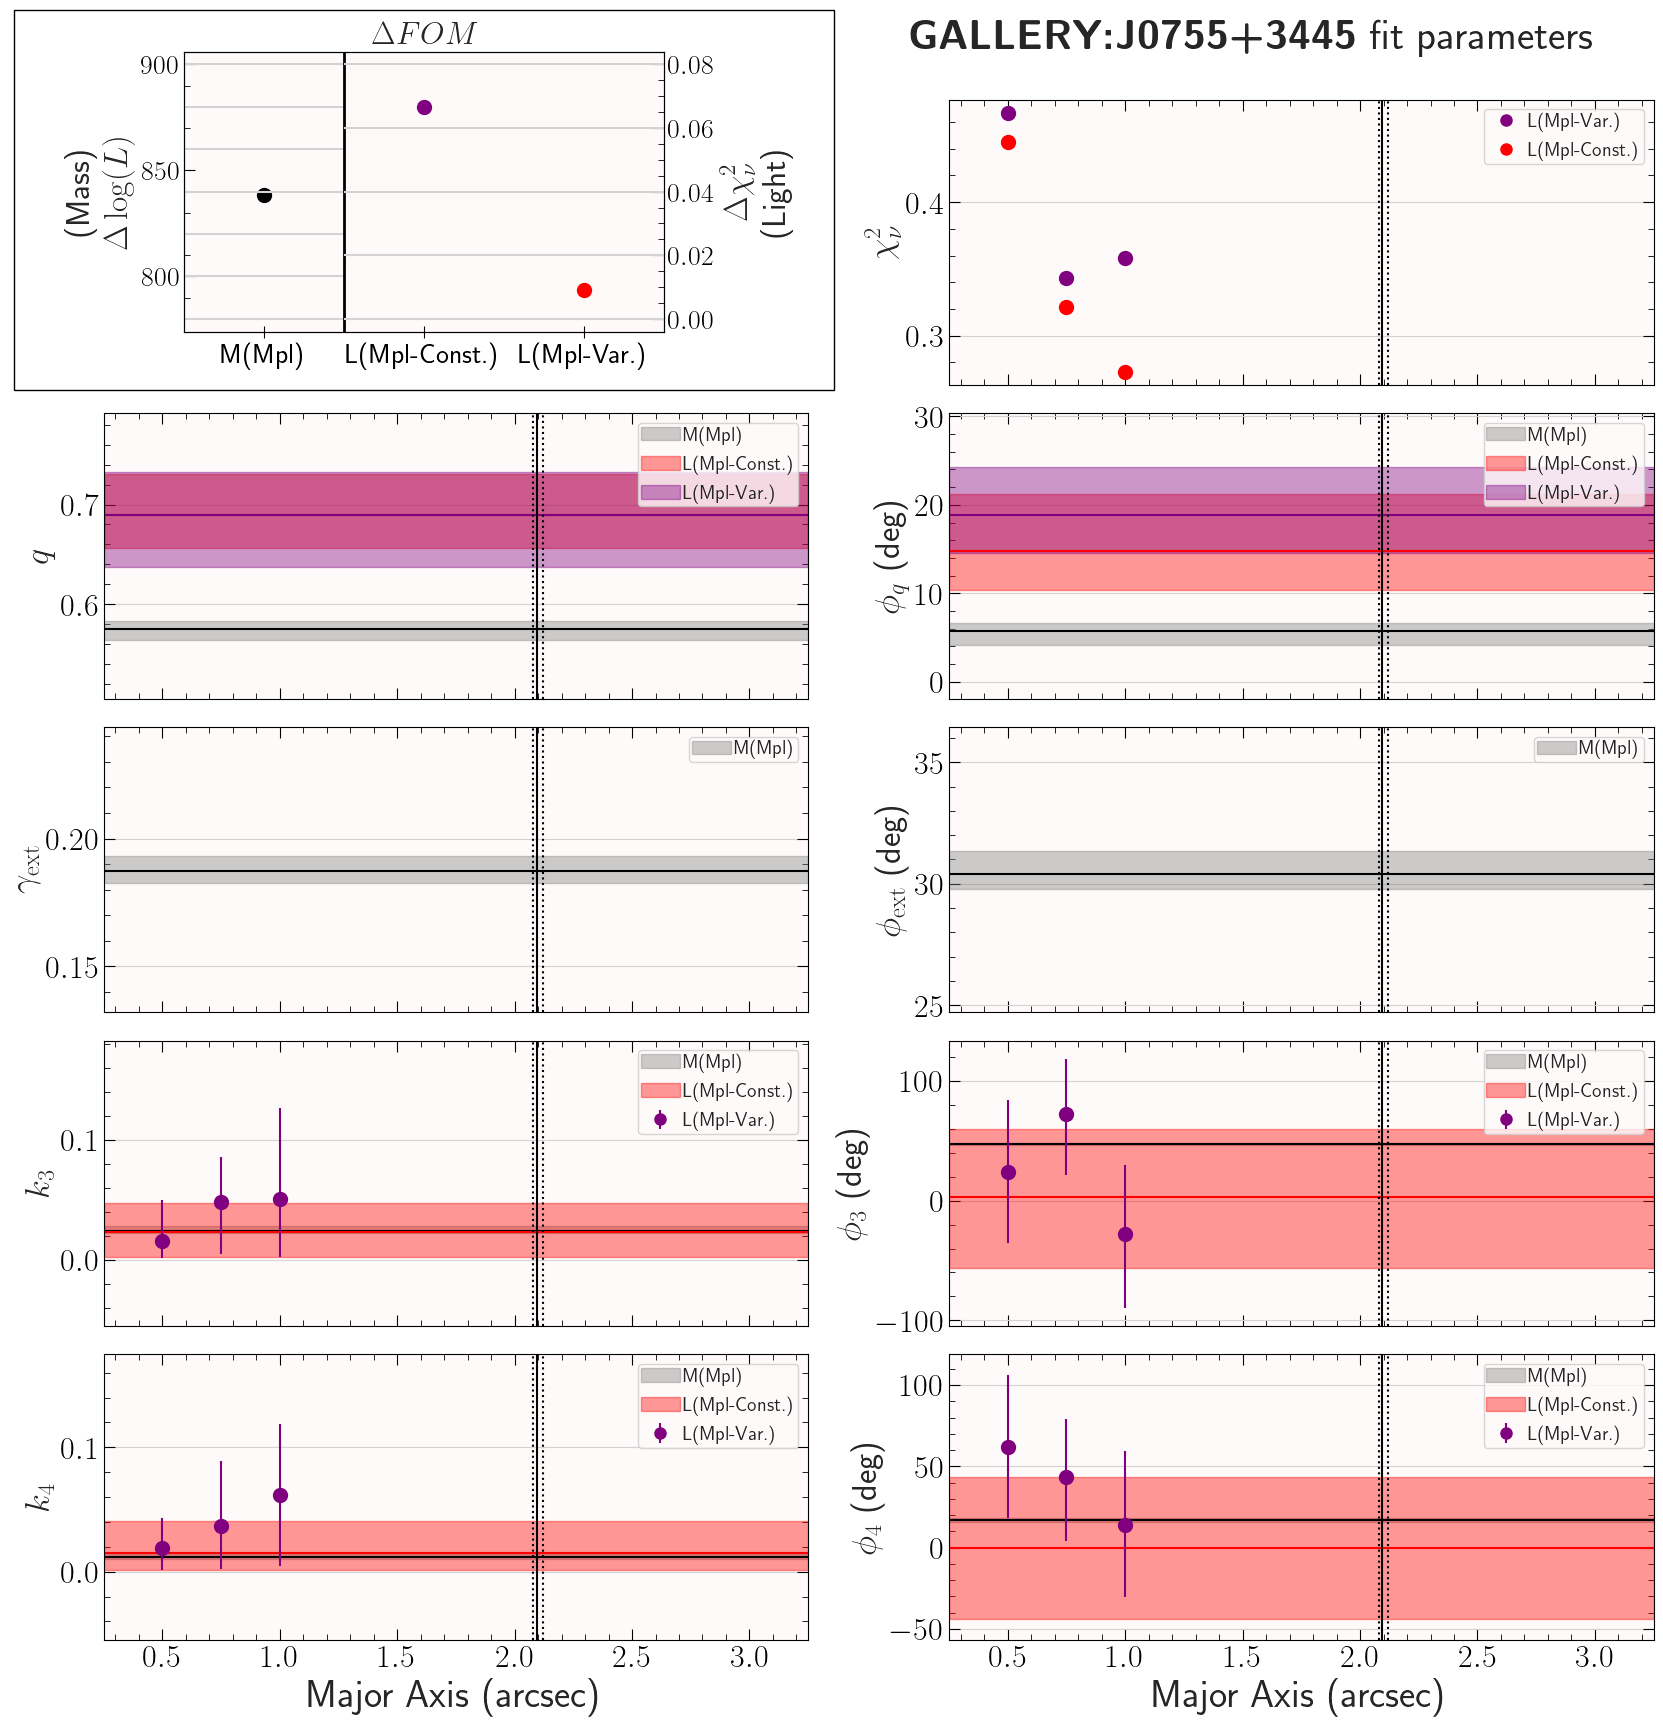 ΔFOM
GALLERY:J0755+3445 fit parameters
900
850
800
(Mass)
Δ log(L)
0.08
0.06
0.04
0.02
0.00
Δχ²ᵥ
(Light)
M(Mpl) L(Mpl-Const.) L(Mpl-Var.)
L(Mpl-Var.)
L(Mpl-Const.)
0.4
0.3
χ²ᵥ
M(Mpl)
L(Mpl-Const.)
L(Mpl-Var.)
0.7
0.6
q
M(Mpl)
L(Mpl-Const.)
L(Mpl-Var.)
30
20
10
0
ϕ_q (deg)
M(Mpl)
0.20
0.15
γ_ext
M(Mpl)
35
30
25
ϕ_ext (deg)
M(Mpl)
L(Mpl-Const.)
L(Mpl-Var.)
0.1
0.0
k₃
M(Mpl)
L(Mpl-Const.)
L(Mpl-Var.)
100
0
−100
ϕ₃ (deg)
M(Mpl)
L(Mpl-Const.)
L(Mpl-Var.)
0.1
0.0
k₄
0.5 1.0 1.5 2.0 2.5 3.0
Major Axis (arcsec)
M(Mpl)
L(Mpl-Const.)
L(Mpl-Var.)
100
50
0
−50
ϕ₄ (deg)
0.5 1.0 1.5 2.0 2.5 3.0
Major Axis (arcsec)